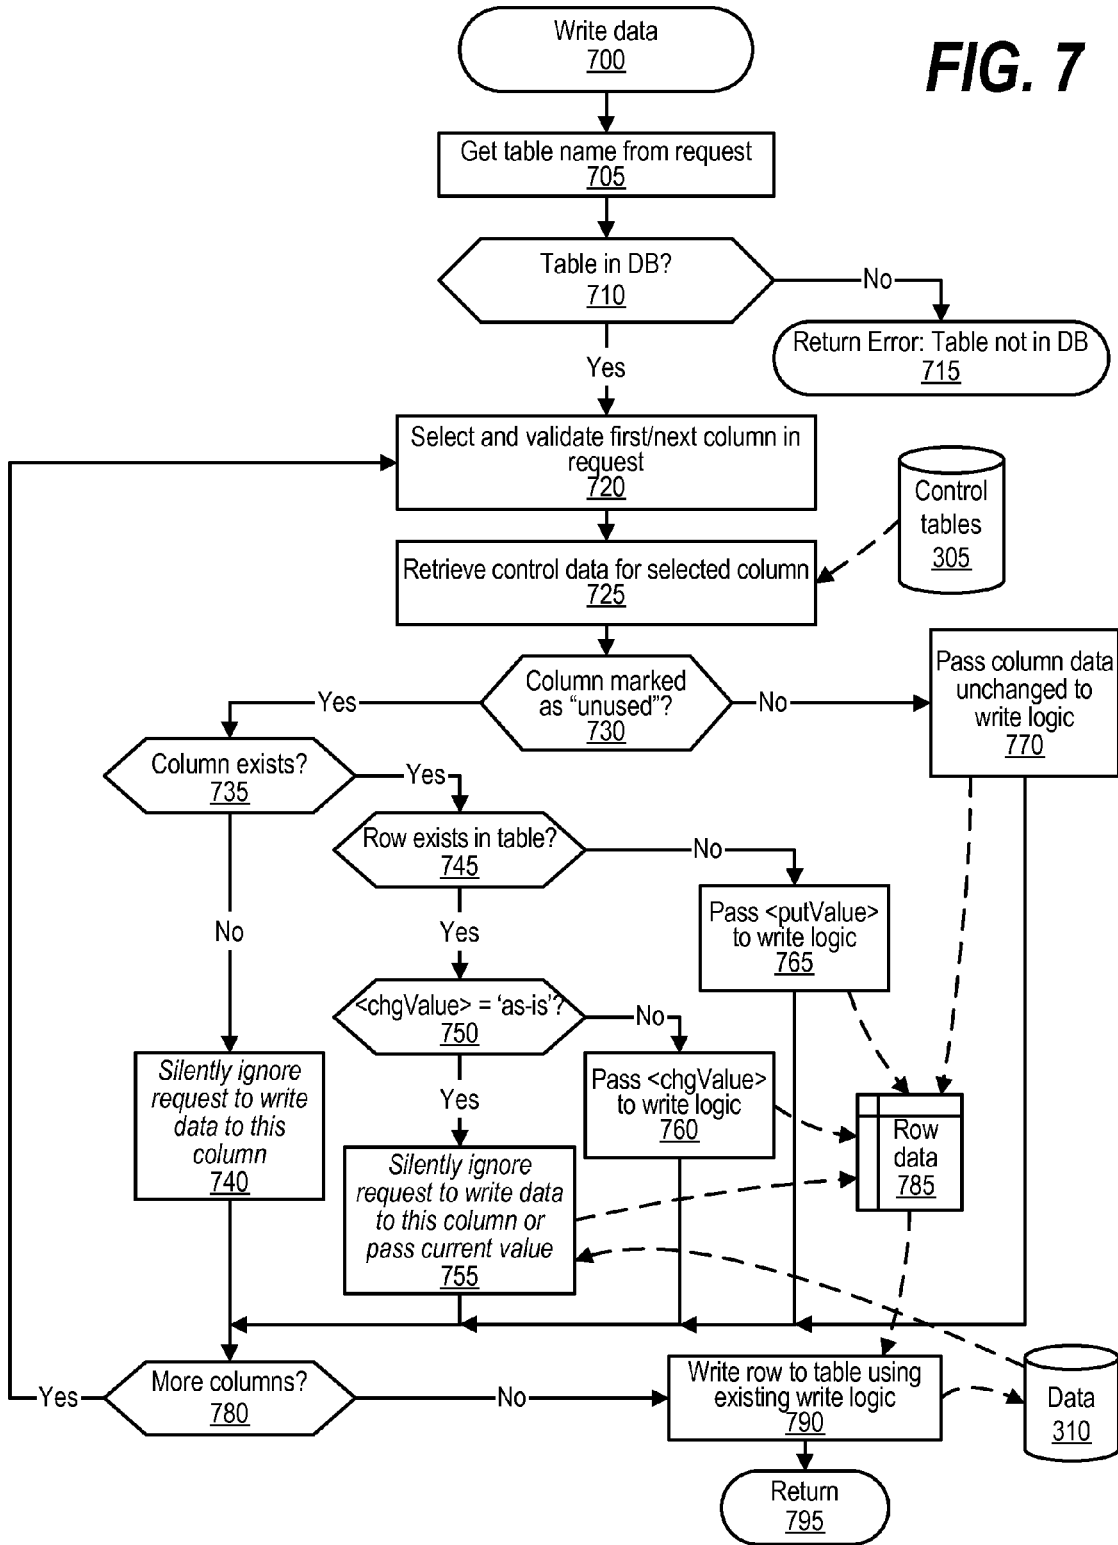 Write data
700
FIG. 7
Get table name from request
705
Table in DB?
710
No
Return Error: Table not in DB
715
Yes
Select and validate first/next column in
request
720
Control
tables
305
Retrieve control data for selected column
725
Column marked
as “unused”?
730
Yes
No
Pass column data
unchanged to
write logic
770
Column exists?
735
Yes
Row exists in table?
745
No
Pass <putValue>
to write logic
765
No
Yes
<chgValue> = ‘as-is’?
750
No
Pass <chgValue>
to write logic
760
Silently ignore
request to write
data to this
column
740
Yes
Row
data
785
Silently ignore
request to write data
to this column or
pass current value
755
More columns?
780
Yes
No
Write row to table using
existing write logic
790
Data
310
Return
795